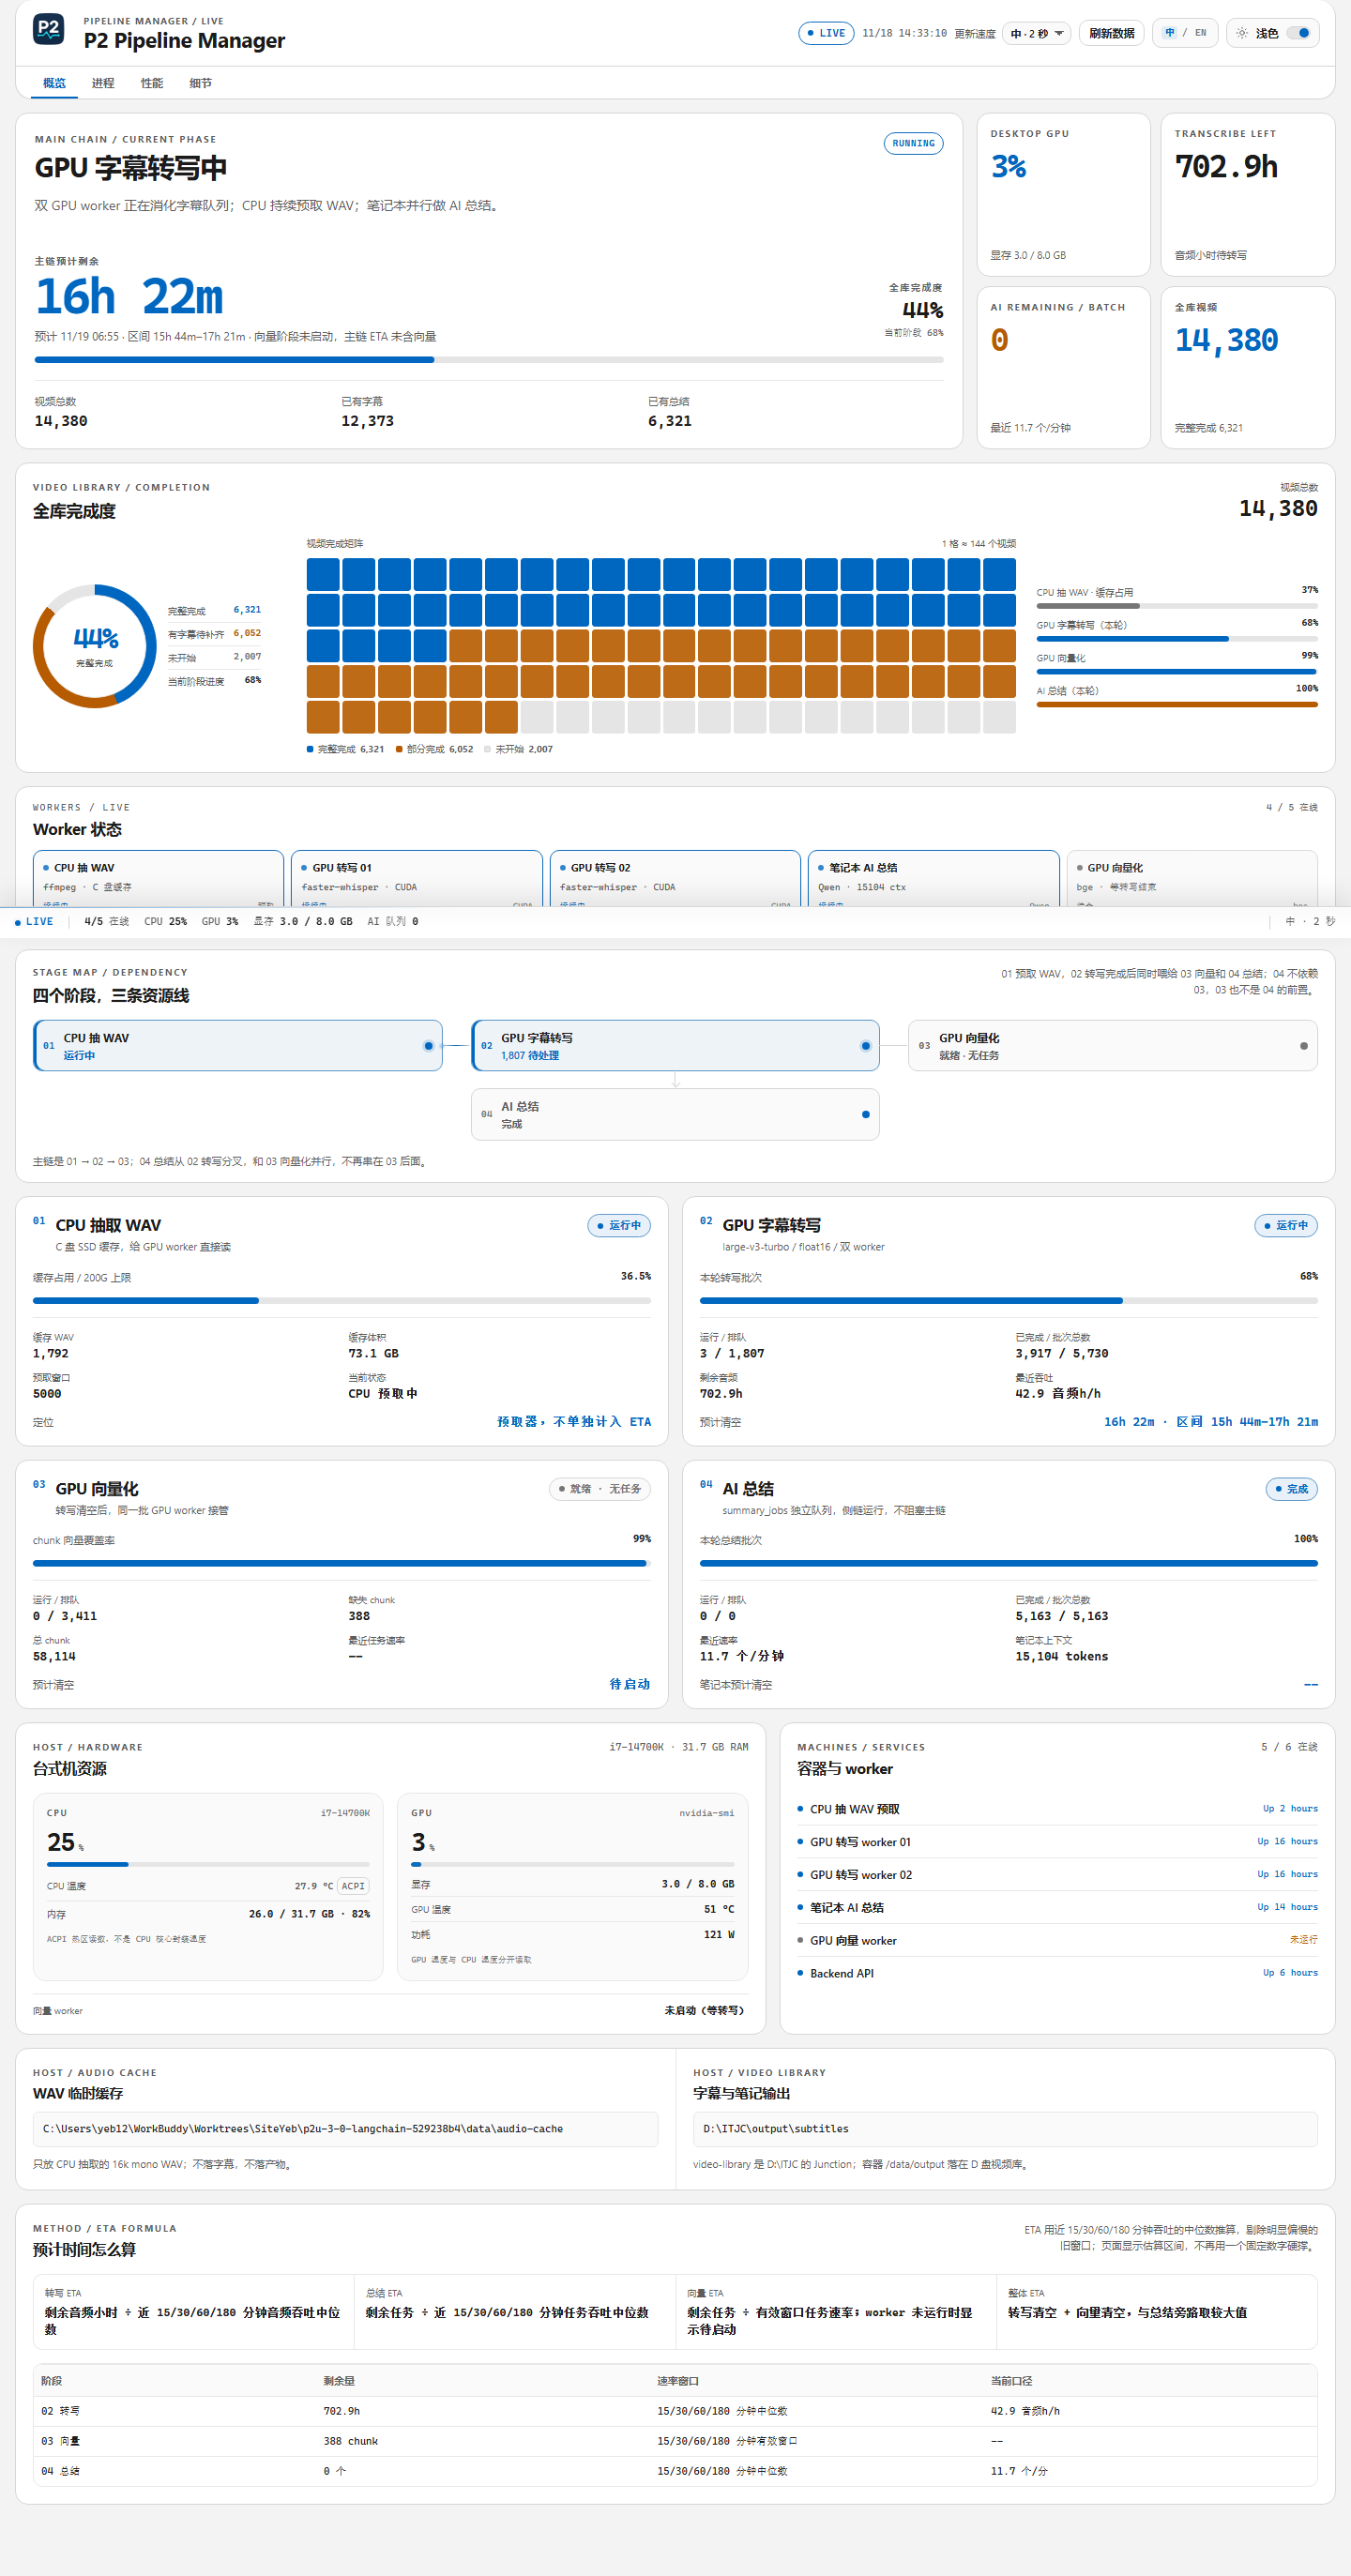 P2
PIPELINE MANAGER / LIVE
P2 Pipeline Manager
LIVE
11/18 14:33:10
更新速度
中 · 2 秒
刷新数据
中 / EN
浅色
概览
进程
性能
细节
MAIN CHAIN / CURRENT PHASE
RUNNING
GPU 字幕转写中
双 GPU worker 正在消化字幕队列；CPU 持续预取 WAV；笔记本并行做 AI 总结。
主链预计剩余
16h 22m
预计 11/19 06:55 · 区间 15h 44m–17h 21m · 向量阶段未启动，主链 ETA 未含向量
全库完成度
44%
当前阶段 68%
视频总数
14,380
已有字幕
12,373
已有总结
6,321
DESKTOP GPU
3%
显存 3.0 / 8.0 GB
TRANSCRIBE LEFT
702.9h
音频小时待转写
AI REMAINING / BATCH
0
最近 11.7 个/分钟
全库视频
14,380
完整完成 6,321
VIDEO LIBRARY / COMPLETION
全库完成度
视频总数
14,380
44%
完整完成
完整完成 6,321
有字幕待补齐 6,052
未开始 2,007
当前阶段进度 68%
视频完成矩阵
1 格 ≈ 144 个视频
完整完成 6,321
部分完成 6,052
未开始 2,007
CPU 抽 WAV · 缓存占用 37%
GPU 字幕转写（本轮） 68%
GPU 向量化 99%
AI 总结（本轮） 100%
WORKERS / LIVE
Worker 状态
4 / 5 在线
CPU 抽 WAV
ffmpeg · C 盘缓存
GPU 转写 01
faster-whisper · CUDA
GPU 转写 02
faster-whisper · CUDA
笔记本 AI 总结
Qwen · 15104 ctx
GPU 向量化
bge · 等转写结束
LIVE
4/5 在线
CPU 25%
GPU 3%
显存 3.0 / 8.0 GB
AI 队列 0
中 · 2 秒
STAGE MAP / DEPENDENCY
四个阶段，三条资源线
01 预取 WAV，02 转写完成后同时喂给 03 向量和 04 总结；04 不依赖
03，03 也不是 04 的前置。
01
CPU 抽 WAV
运行中
02
GPU 字幕转写
1,807 待处理
03
GPU 向量化
就绪 · 无任务
04
AI 总结
完成
主链是 01 → 02 → 03；04 总结从 02 转写分叉，和 03 向量化并行，不再串在 03 后面。
01
CPU 抽取 WAV
C 盘 SSD 缓存，给 GPU worker 直接读
运行中
缓存占用 / 200G 上限
36.5%
缓存 WAV
1,792
缓存体积
73.1 GB
预取窗口
5000
当前状态
CPU 预取中
定位
预取器，不单独计入 ETA
02
GPU 字幕转写
large-v3-turbo / float16 / 双 worker
运行中
本轮转写批次
68%
运行 / 排队
3 / 1,807
已完成 / 批次总数
3,917 / 5,730
剩余音频
702.9h
最近吞吐
42.9 音频h/h
预计清空
16h 22m · 区间 15h 44m–17h 21m
03
GPU 向量化
转写清空后，同一批 GPU worker 接管
就绪 · 无任务
chunk 向量覆盖率
99%
运行 / 排队
0 / 3,411
缺失 chunk
388
总 chunk
58,114
最近任务速率
--
预计清空
待启动
04
AI 总结
summary_jobs 独立队列，侧链运行，不阻塞主链
完成
本轮总结批次
100%
运行 / 排队
0 / 0
已完成 / 批次总数
5,163 / 5,163
最近速率
11.7 个/分钟
笔记本上下文
15,104 tokens
笔记本预计清空
--
HOST / HARDWARE
台式机资源
i7-14700K · 31.7 GB RAM
CPU
i7-14700K
25 %
CPU 温度
27.9 °C ACPI
内存
26.0 / 31.7 GB · 82%
ACPI 热区读数，不是 CPU 核心封装温度
GPU
nvidia-smi
3 %
显存
3.0 / 8.0 GB
GPU 温度
51 °C
功耗
121 W
GPU 温度与 CPU 温度分开读取
向量 worker
未启动（等转写）
MACHINES / SERVICES
容器与 worker
5 / 6 在线
CPU 抽 WAV 预取
Up 2 hours
GPU 转写 worker 01
Up 16 hours
GPU 转写 worker 02
Up 16 hours
笔记本 AI 总结
Up 14 hours
GPU 向量 worker
未运行
Backend API
Up 6 hours
HOST / AUDIO CACHE
WAV 临时缓存
C:\Users\yeb12\WorkBuddy\Worktrees\SiteYeb\p2u-3-0-langchain-529238b4\data\audio-cache
只放 CPU 抽取的 16k mono WAV；不落字幕，不落产物。
HOST / VIDEO LIBRARY
字幕与笔记输出
D:\ITJC\output\subtitles
video-library 是 D:\ITJC 的 Junction；容器 /data/output 落在 D 盘视频库。
METHOD / ETA FORMULA
预计时间怎么算
ETA 用近 15/30/60/180 分钟吞吐的中位数推算，剔除明显偏慢的
旧窗口；页面显示估算区间，不再用一个固定数字硬撑。
转写 ETA
剩余音频小时 ÷ 近 15/30/60/180 分钟音频吞吐中位
数
总结 ETA
剩余任务 ÷ 近 15/30/60/180 分钟任务吞吐中位数
向量 ETA
剩余任务 ÷ 有效窗口任务速率；worker 未运行时显
示待启动
整体 ETA
转写清空 + 向量清空，与总结旁路取较大值
阶段 剩余量 速率窗口 当前口径
02 转写 702.9h 15/30/60/180 分钟中位数 42.9 音频h/h
03 向量 388 chunk 15/30/60/180 分钟有效窗口 --
04 总结 0 个 15/30/60/180 分钟中位数 11.7 个/分